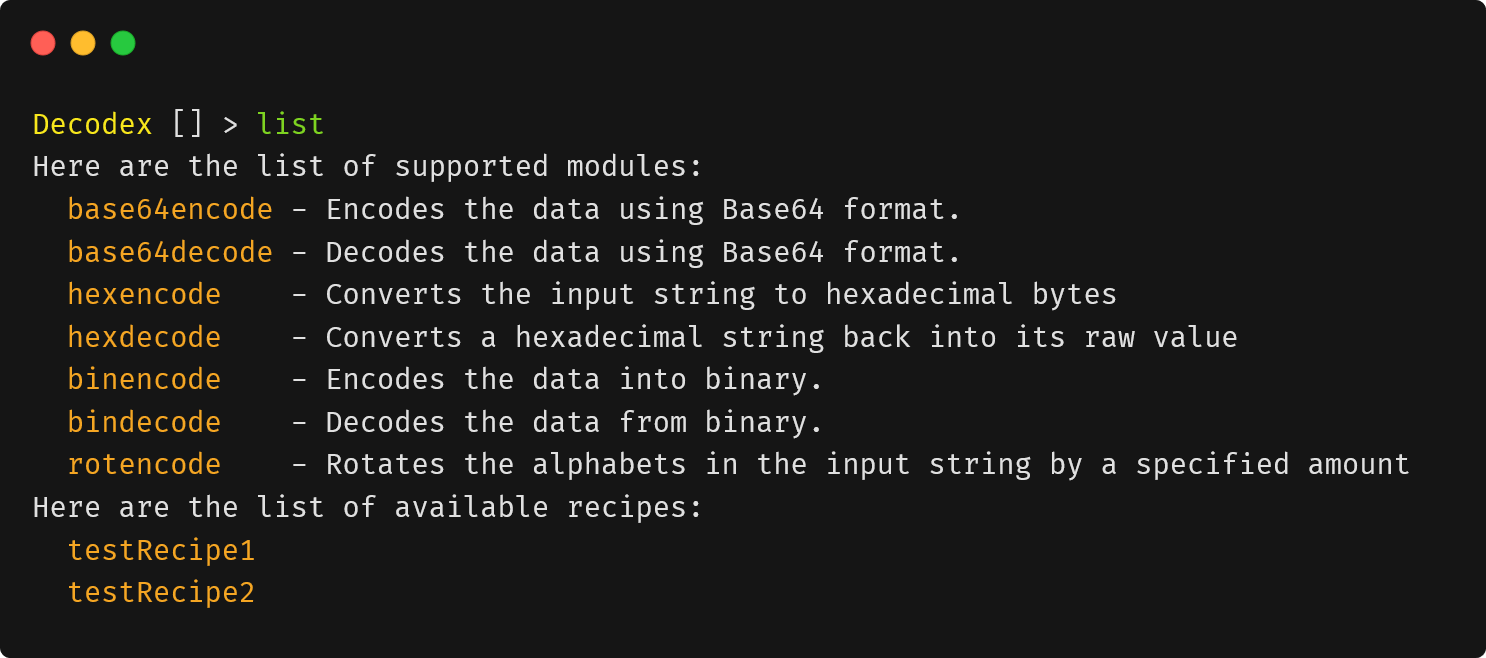 Decodex [] > list
Here are the list of supported modules:
  base64encode - Encodes the data using Base64 format.
  base64decode - Decodes the data using Base64 format.
  hexencode    - Converts the input string to hexadecimal bytes
  hexdecode    - Converts a hexadecimal string back into its raw value
  binencode    - Encodes the data into binary.
  bindecode    - Decodes the data from binary.
  rotencode    - Rotates the alphabets in the input string by a specified amount
Here are the list of available recipes:
  testRecipe1
  testRecipe2